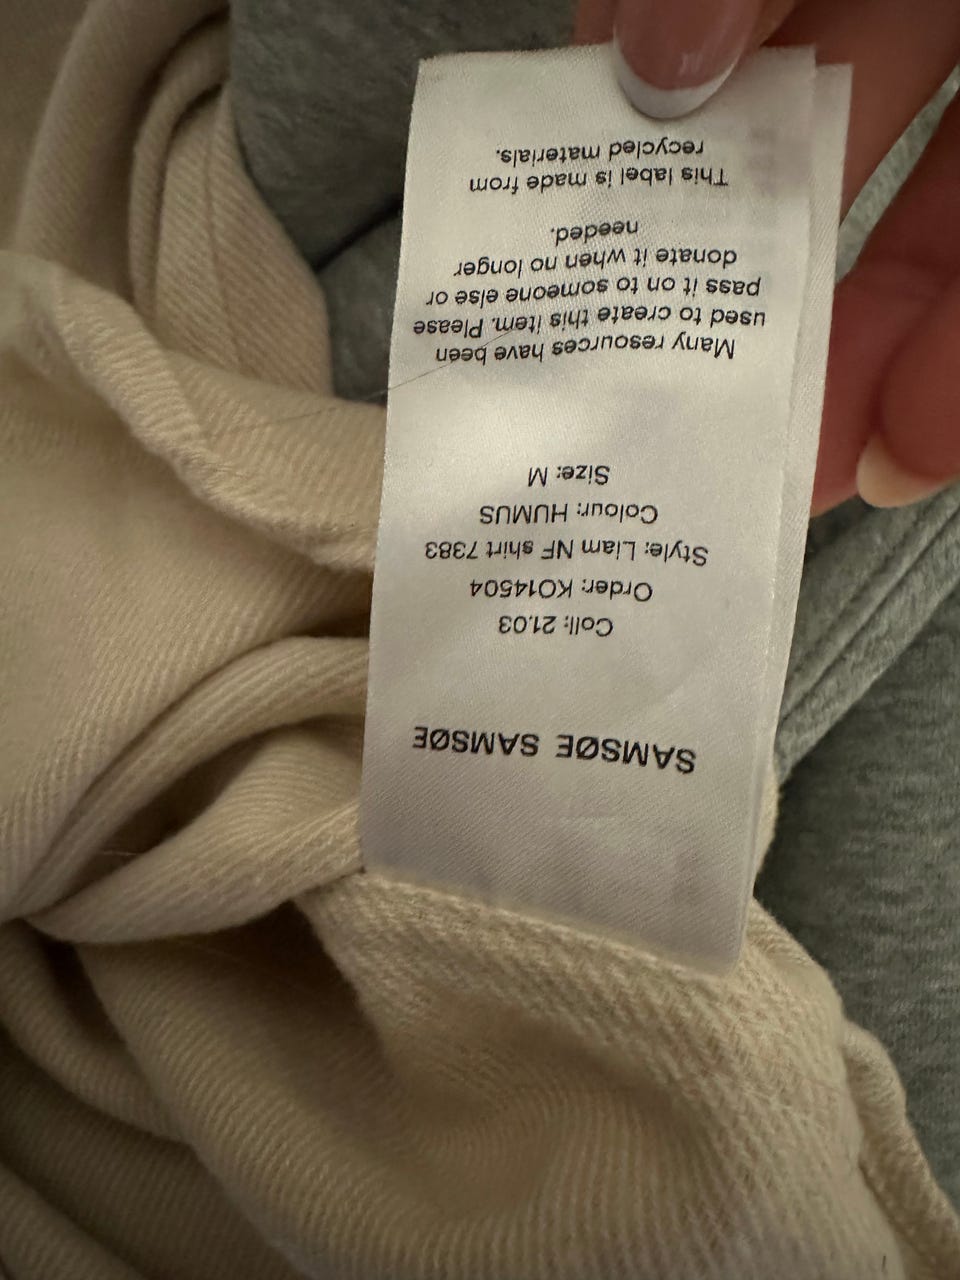 SAMSØE SAMSØE
Coll: 21.03
Order: KO14504
Style: Liam NF shirt 7383
Colour: HUMUS
Size: M
Many resources have been
used to create this item. Please
pass it on to someone else or
donate it when no longer
needed.
This label is made from
recycled materials.